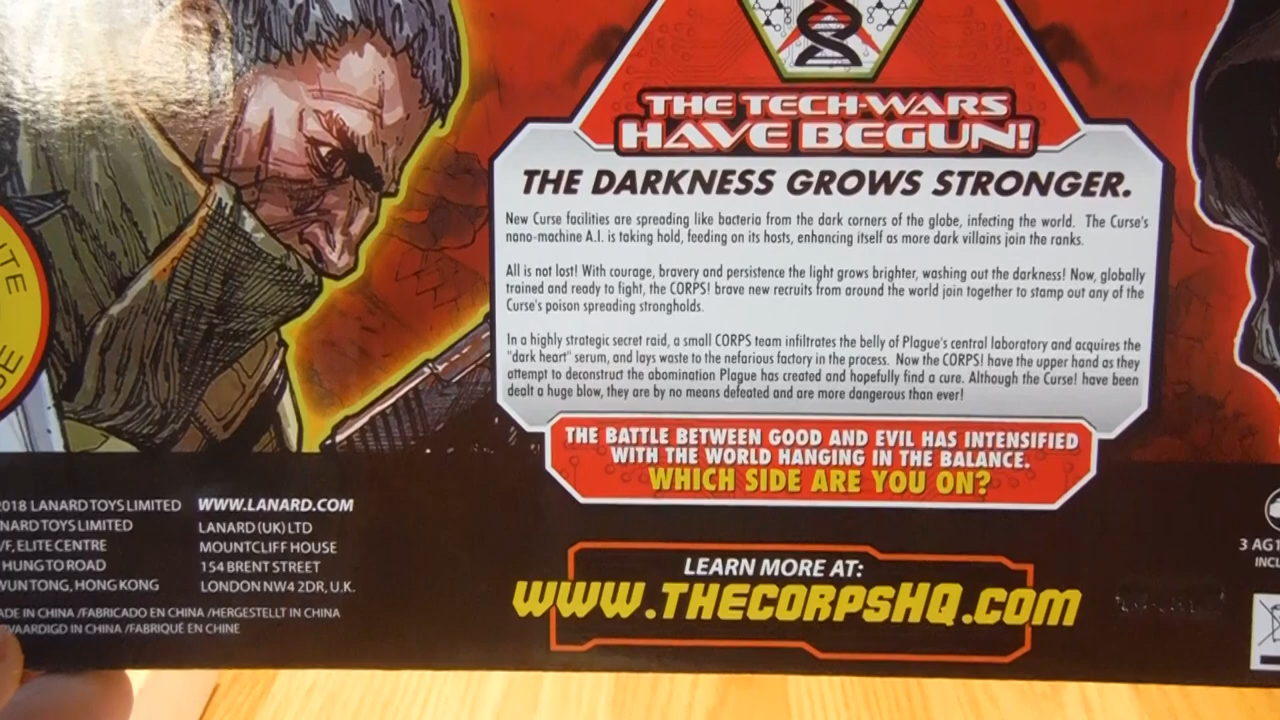 THE TECH-WARS
HAVE BEGUN!
THE DARKNESS GROWS STRONGER.
New Curse facilities are spreading like bacteria from the dark corners of the globe, infecting the world. The Curse's
nano-machine A.I. is taking hold, feeding on its hosts, enhancing itself as more dark villains join the ranks.
All is not lost! With courage, bravery and persistence the light grows brighter, washing out the darkness! Now, globally
trained and ready to fight, the CORPS! brave new recruits from around the world join together to stamp out any of the
Curse's poison spreading strongholds.
In a highly strategic secret raid, a small CORPS team infiltrates the belly of Plague's central laboratory and acquires the
"dark heart" serum, and lays waste to the nefarious factory in the process. Now the CORPS! have the upper hand as they
attempt to deconstruct the abomination Plague has created and hopefully find a cure. Although the Curse! have been
dealt a huge blow, they are by no means defeated and are more dangerous than ever!
THE BATTLE BETWEEN GOOD AND EVIL HAS INTENSIFIED
WITH THE WORLD HANGING IN THE BALANCE.
WHICH SIDE ARE YOU ON?
LEARN MORE AT:
WWW.THECORPSHQ.COM
2018 LANARD TOYS LIMITED
NARD TOYS LIMITED
/F, ELITE CENTRE
HUNG TO ROAD
WUN TONG, HONG KONG
WWW.LANARD.COM
LANARD (UK) LTD
MOUNTCLIFF HOUSE
154 BRENT STREET
LONDON NW4 2DR, U.K.
ADE IN CHINA /FABRICADO EN CHINA /HERGESTELLT IN CHINA
VAARDIGD IN CHINA /FABRIQUÉ EN CHINE
3 AG1
INCL